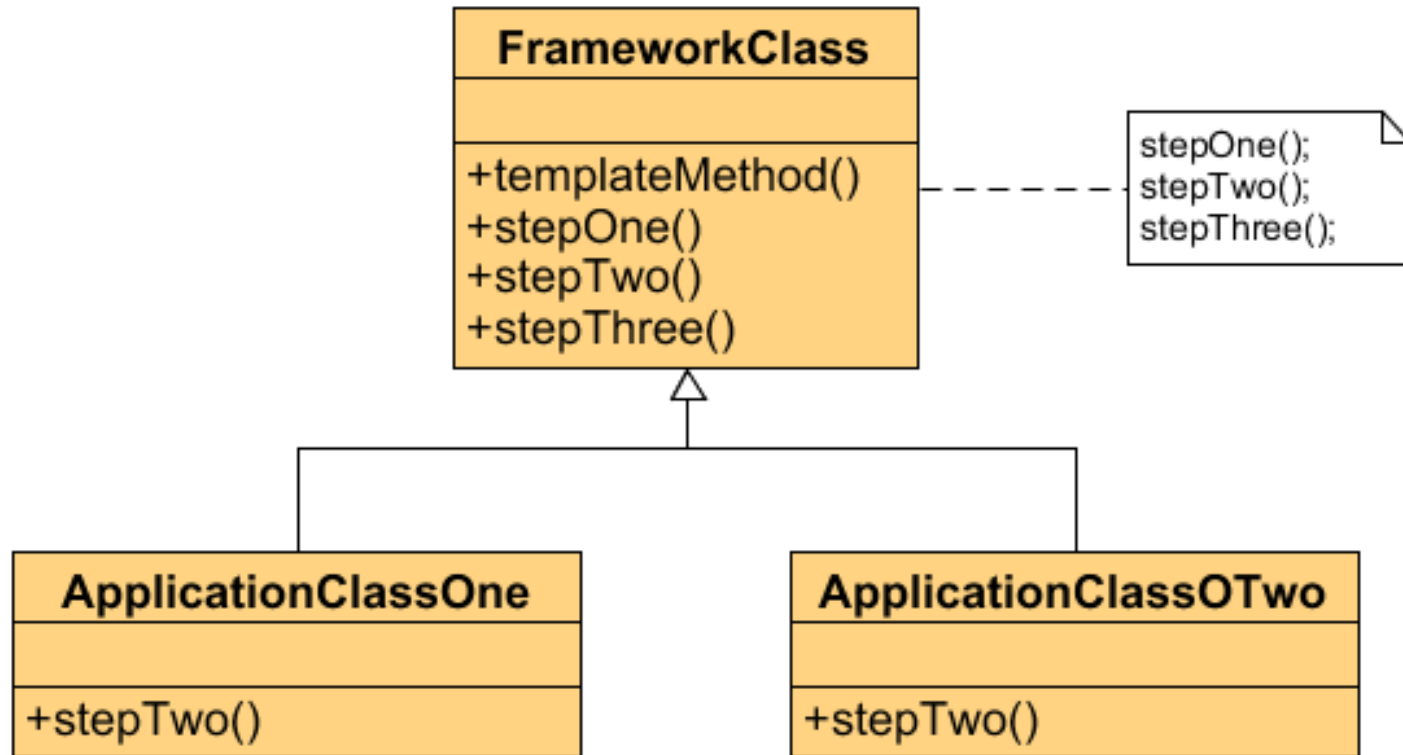 FrameworkClass
+templateMethod()
+stepOne()
+stepTwo()
+stepThree()
stepOne();
stepTwo();
stepThree();
ApplicationClassOne
+stepTwo()
ApplicationClassOTwo
+stepTwo()